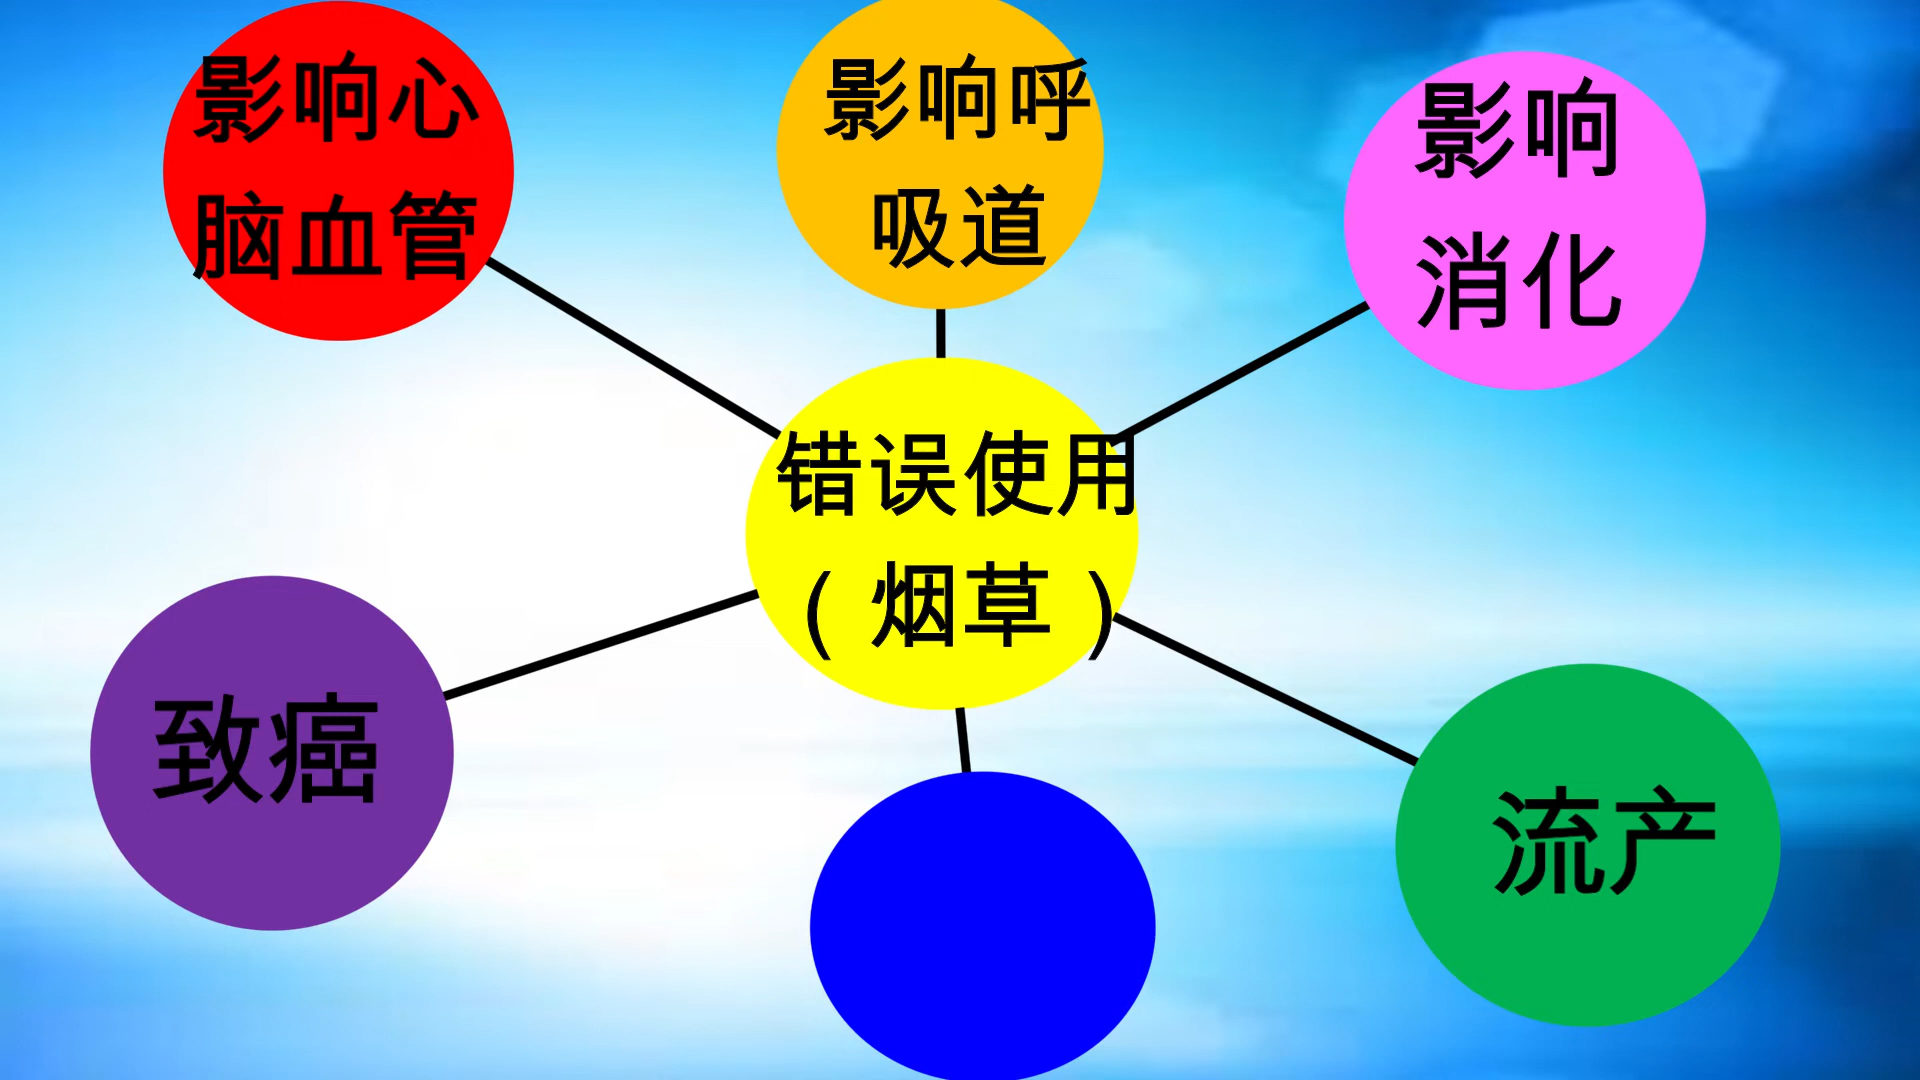 影响心
脑血管
影响呼
吸道
影响
消化
错误使用
（烟草）
致癌
流产